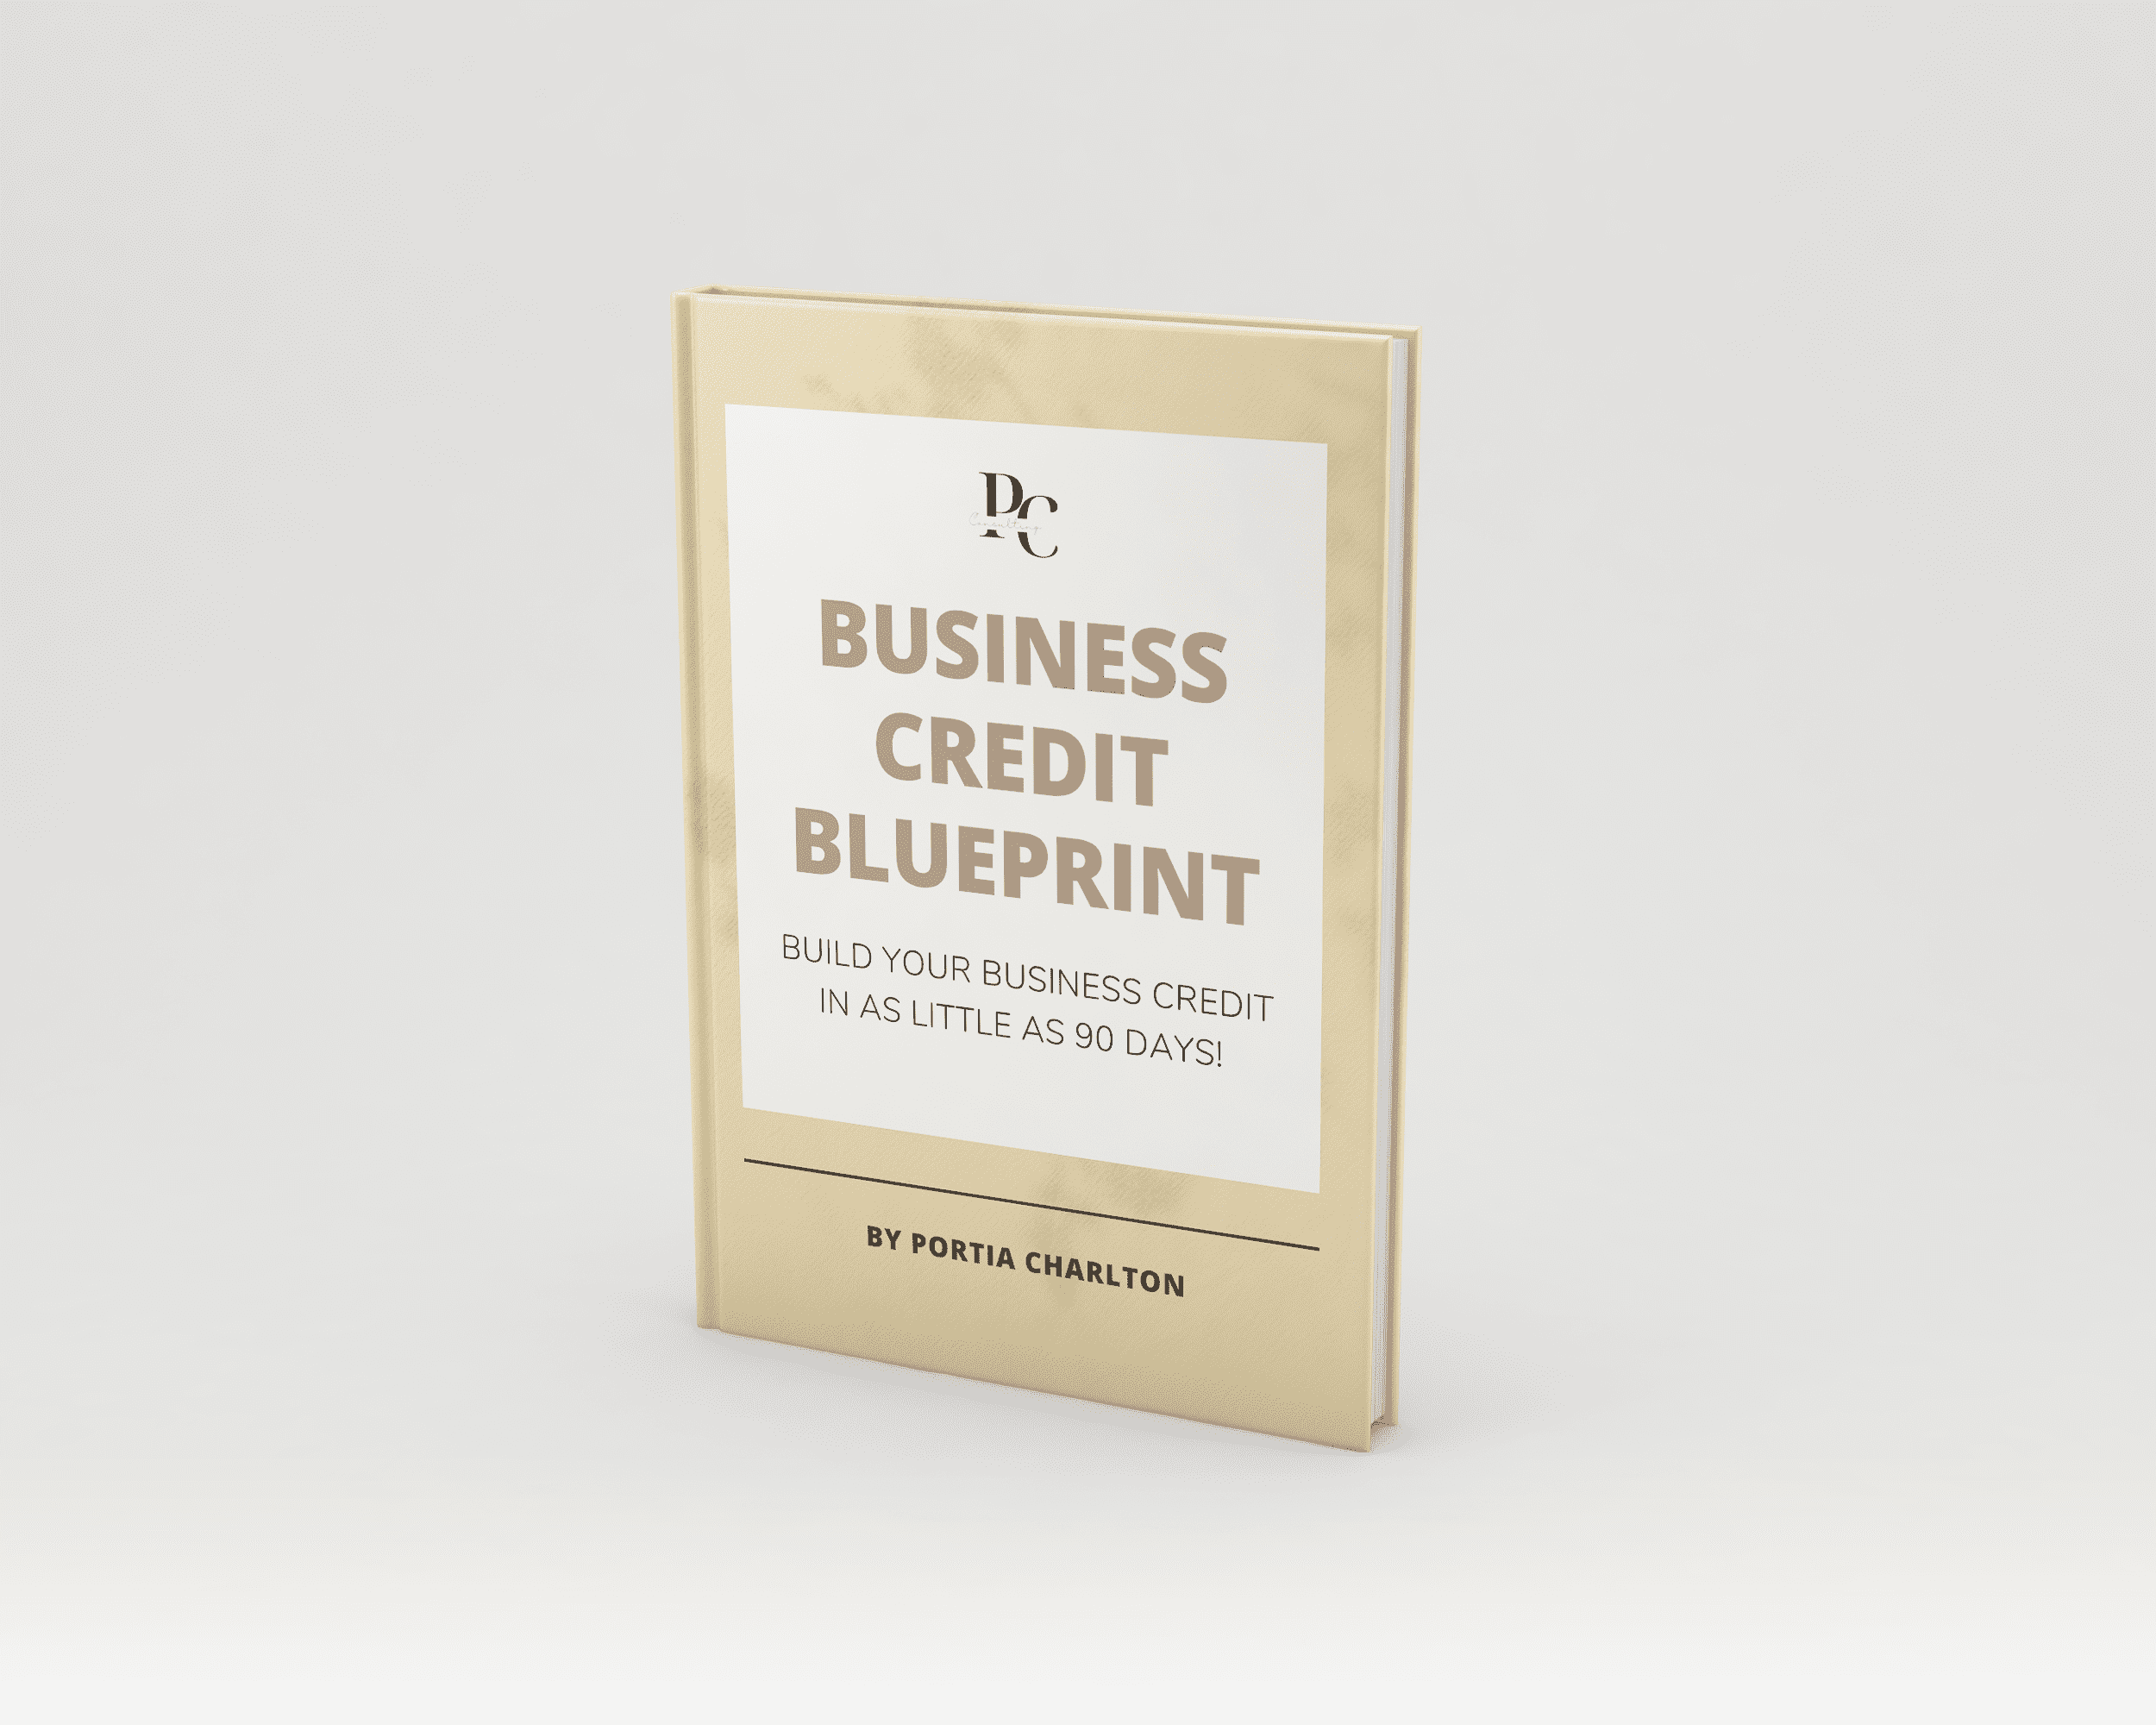 PC
Consulting
BUSINESS
CREDIT
BLUEPRINT
BUILD YOUR BUSINESS CREDIT
IN AS LITTLE AS 90 DAYS!
BY PORTIA CHARLTON